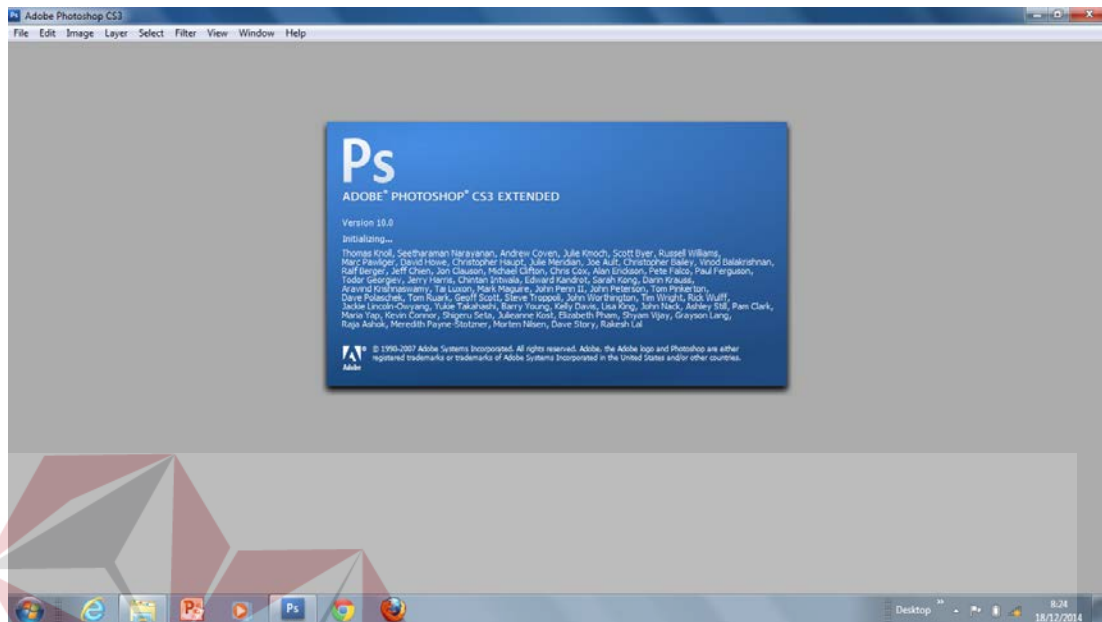 Adobe Photoshop CS3
File Edit Image Layer Select Filter View Window Help
Ps
ADOBE® PHOTOSHOP® CS3 EXTENDED
Version 10.0
Initializing...
Thomas Knoll, Seetharaman Narayanan, Andrew Coven, Julie Kmoch, Scott Byer, Russell Williams,
Marc Pawliger, David Howe, Christopher Haupt, Julie Meridian, Joe Ault, Christopher Bailey, Vinod Balakrishnan,
Ralf Berger, Jeff Chien, Jon Clauson, Michael Clifton, Chris Cox, Alan Erickson, Pete Falco, Paul Ferguson,
Todor Georgiev, Jerry Harris, Chintan Intwala, Edward Kandrot, Sarah Kong, Darin Krauss,
Aravind Krishnaswamy, Tai Luxon, Mark Maguire, John Penn II, John Peterson, Tom Pinkerton,
Dave Polaschek, Tom Ruark, Geoff Scott, Steve Troppoli, John Worthington, Tim Wright, Rick Wulff,
Jackie Lincoln-Owyang, Yukie Takahashi, Barry Young, Kelly Davis, Lisa King, John Nack, Ashley Still, Pam Clark,
Maria Yap, Kevin Connor, Shigeru Seta, Julieanne Kost, Elizabeth Pham, Shyam Vijay, Grayson Lang,
Raja Ashok, Meredith Payne-Stotzner, Morten Nilsen, Dave Story, Rakesh Lal
© 1990-2007 Adobe Systems Incorporated. All rights reserved. Adobe, the Adobe logo and Photoshop are either
registered trademarks or trademarks of Adobe Systems Incorporated in the United States and/or other countries.
Adobe
Ps
Desktop
8:24
18/12/2014